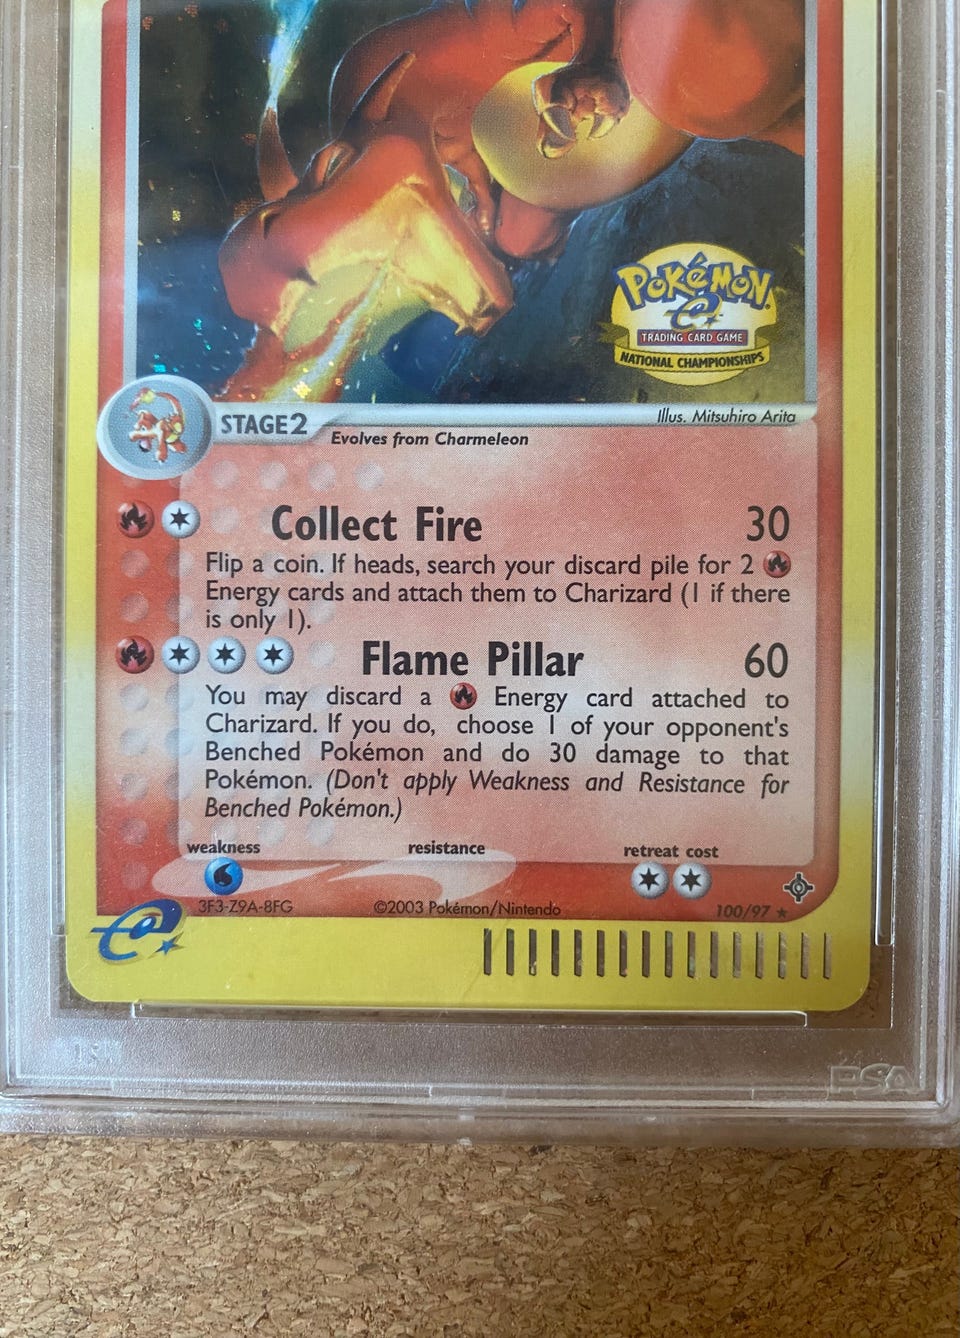 POKéMON
e
TRADING CARD GAME
NATIONAL CHAMPIONSHIPS
STAGE2
Illus. Mitsuhiro Arita
Evolves from Charmeleon
Collect Fire 30
Flip a coin. If heads, search your discard pile for 2
Energy cards and attach them to Charizard (1 if there
is only 1).
Flame Pillar 60
You may discard a Energy card attached to
Charizard. If you do, choose 1 of your opponent's
Benched Pokémon and do 30 damage to that
Pokémon. (Don't apply Weakness and Resistance for
Benched Pokémon.)
weakness resistance retreat cost
3F3-Z9A-8FG ©2003 Pokémon/Nintendo 100/97 ★
e
PSA